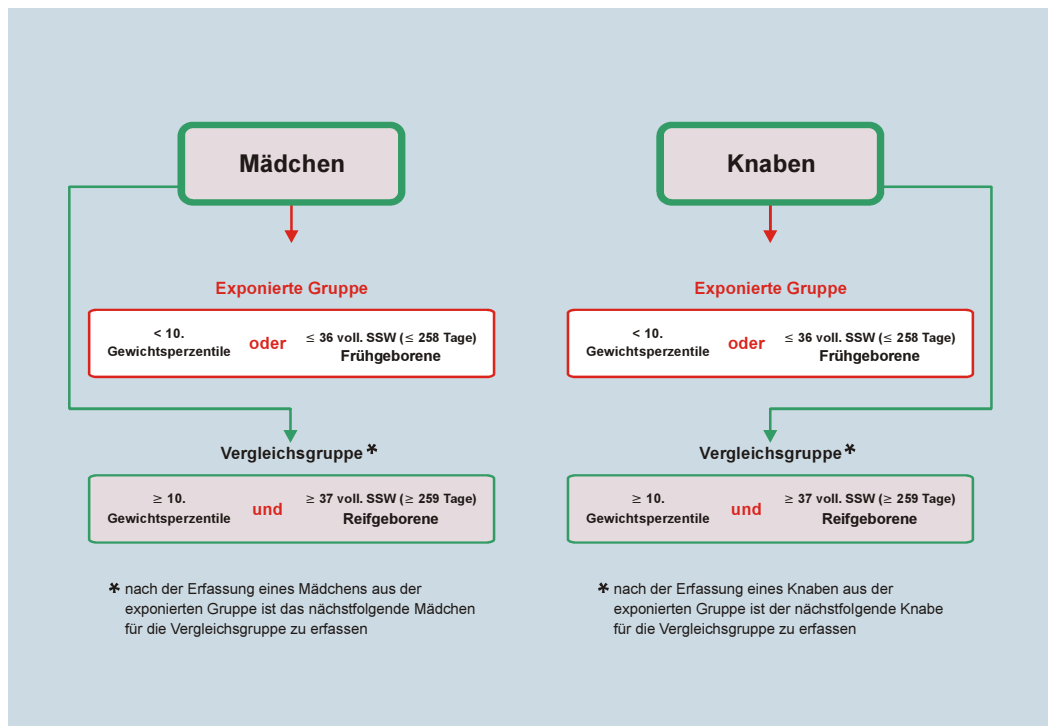 Mädchen
Exponierte Gruppe
< 10.
Gewichtsperzentile
oder
≤ 36 voll. SSW (≤ 258 Tage)
Frühgeborene
Vergleichsgruppe *
≥ 10.
Gewichtsperzentile
und
≥ 37 voll. SSW (≥ 259 Tage)
Reifgeborene
* nach der Erfassung eines Mädchens aus der
exponierten Gruppe ist das nächstfolgende Mädchen
für die Vergleichsgruppe zu erfassen
Knaben
Exponierte Gruppe
< 10.
Gewichtsperzentile
oder
≤ 36 voll. SSW (≤ 258 Tage)
Frühgeborene
Vergleichsgruppe *
≥ 10.
Gewichtsperzentile
und
≥ 37 voll. SSW (≥ 259 Tage)
Reifgeborene
* nach der Erfassung eines Knaben aus der
exponierten Gruppe ist der nächstfolgende Knabe
für die Vergleichsgruppe zu erfassen